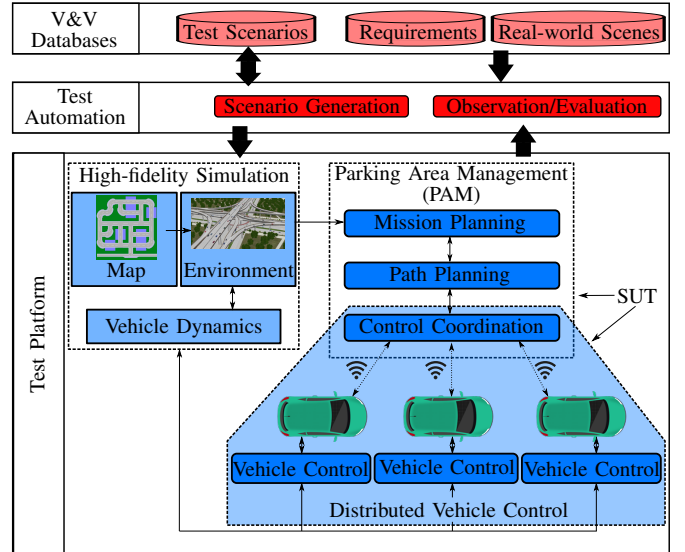 V&V
Databases
Test Scenarios
Requirements
Real-world Scenes
Test
Automation
Scenario Generation
Observation/Evaluation
Test Platform
High-fidelity Simulation
Map
Environment
Vehicle Dynamics
Parking Area Management
(PAM)
Mission Planning
Path Planning
Control Coordination
SUT
Vehicle Control
Vehicle Control
Vehicle Control
Distributed Vehicle Control